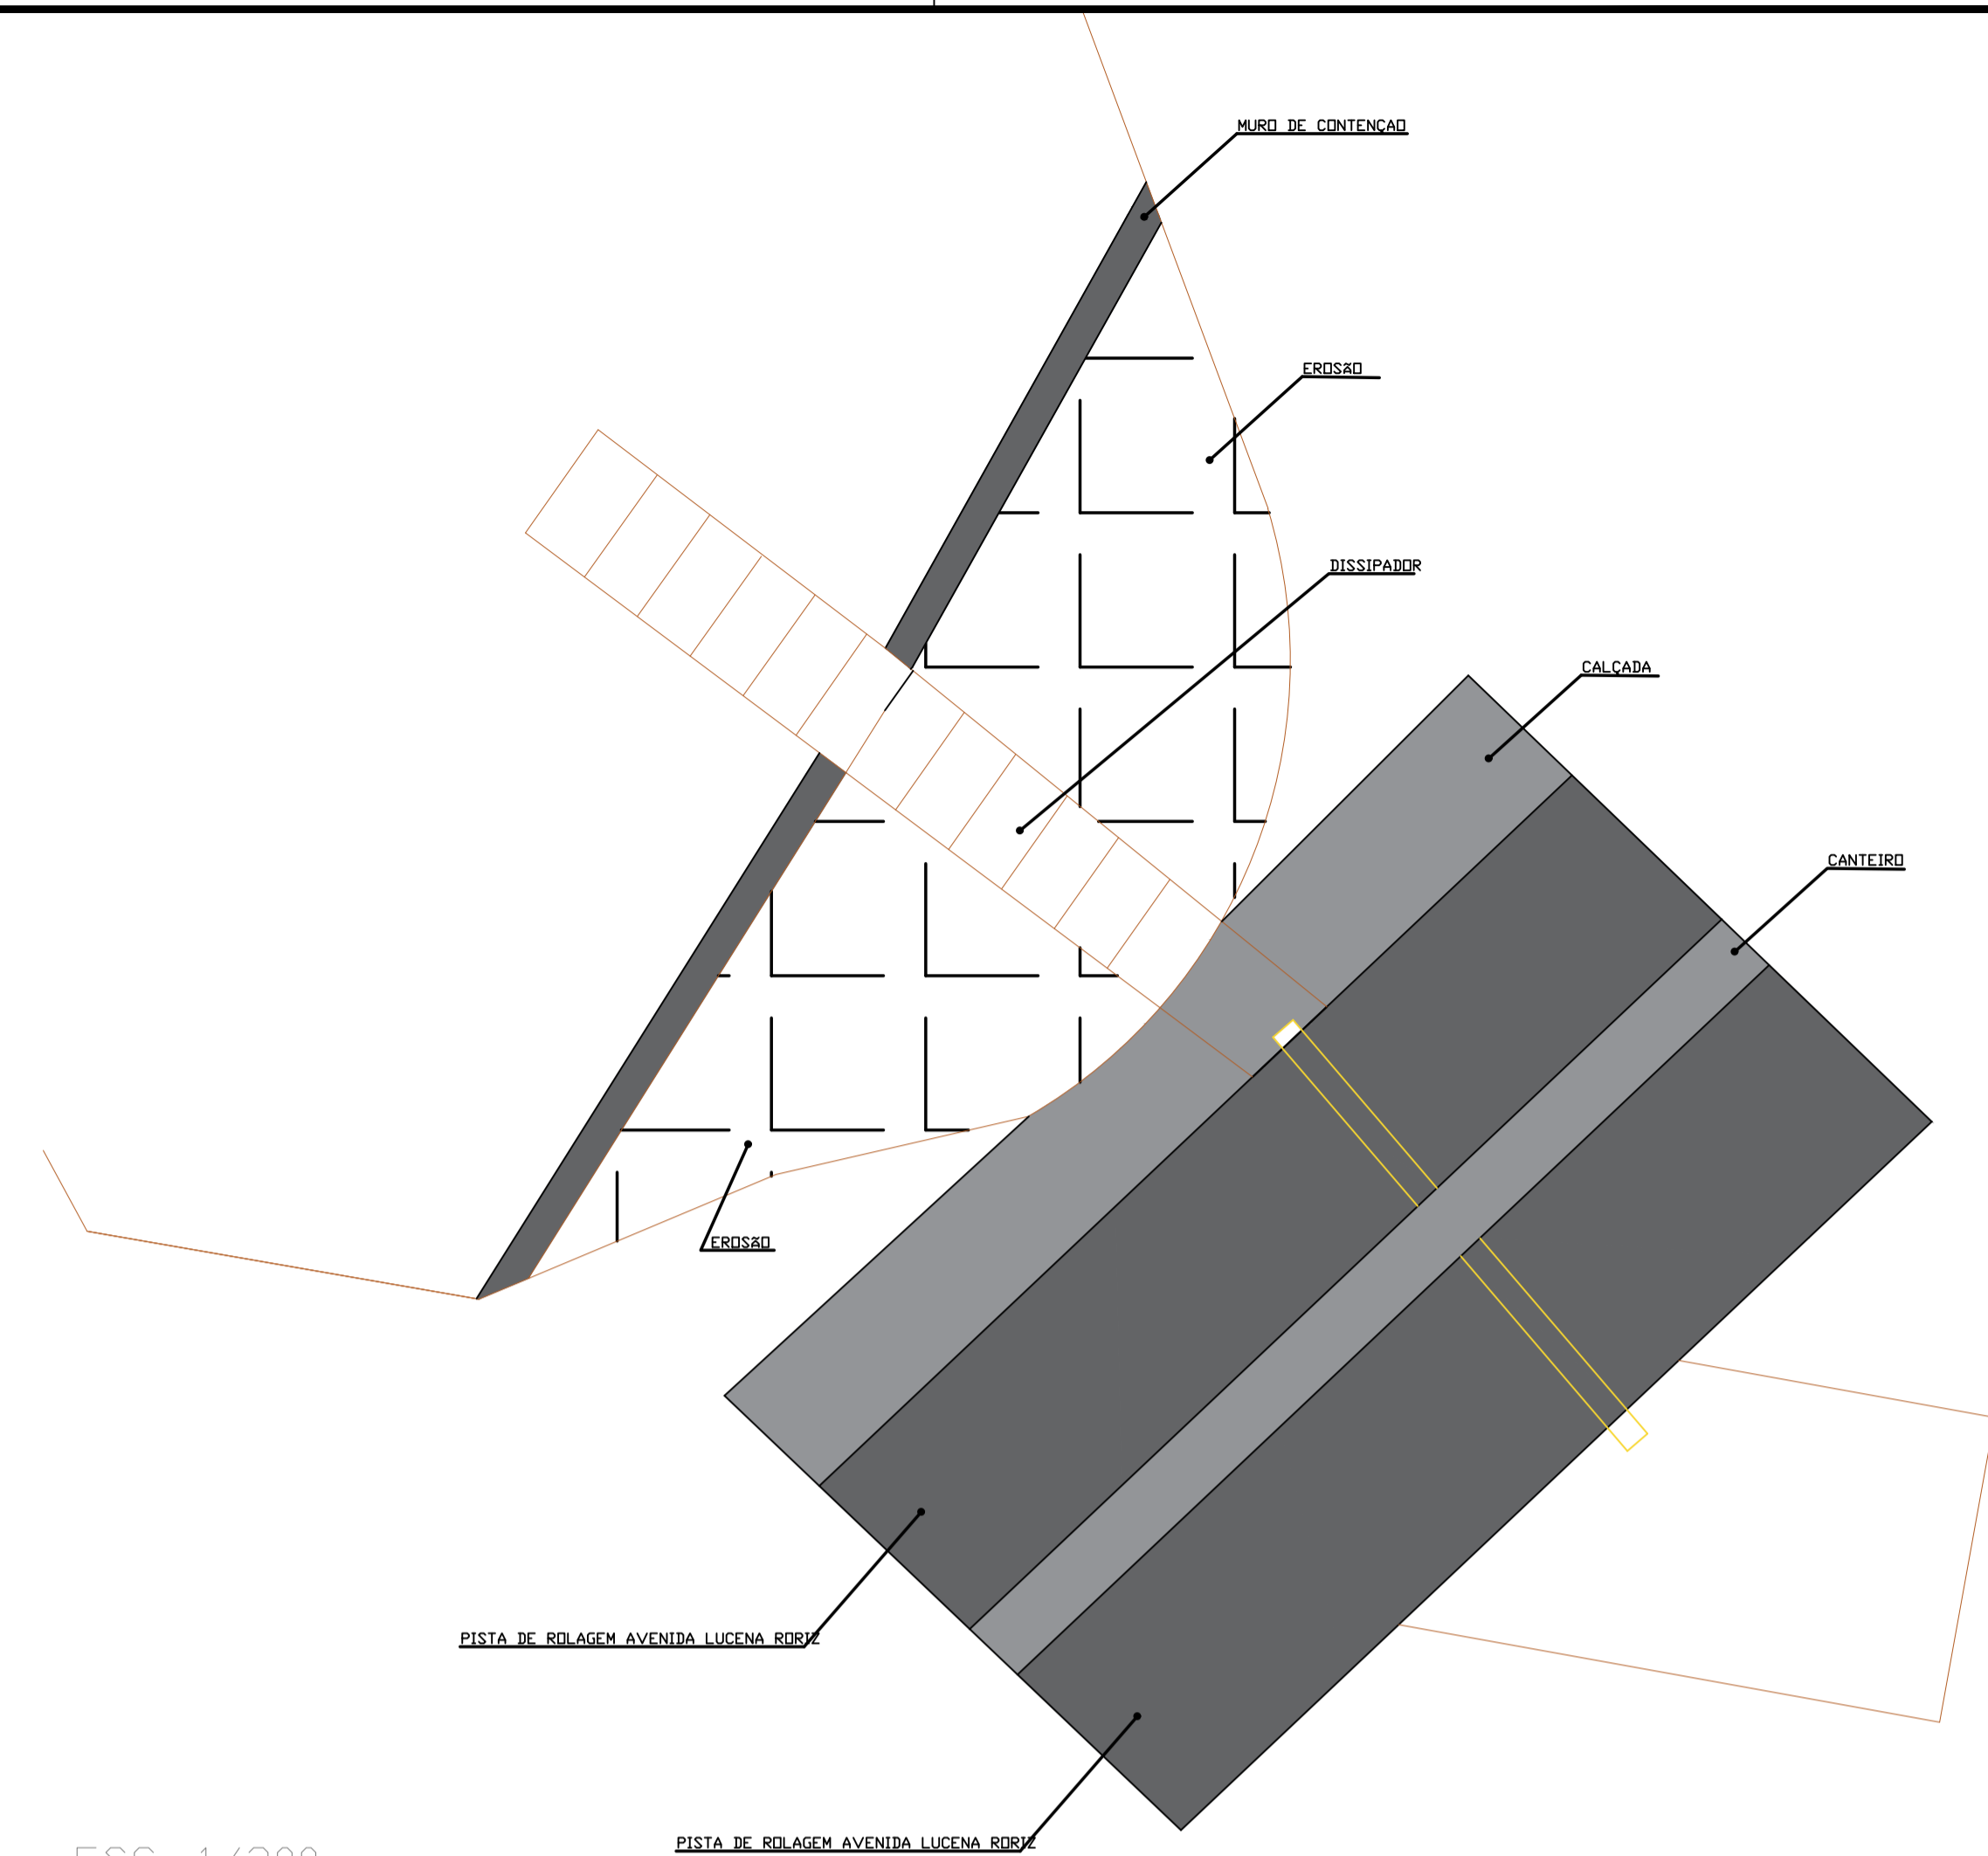 MURO DE CONTENÇAO
EROSÃO
DISSIPADOR
CALÇADA
CANTEIRO
EROSÃO
PISTA DE ROLAGEM AVENIDA LUCENA RORIZ
PISTA DE ROLAGEM AVENIDA LUCENA RORIZ